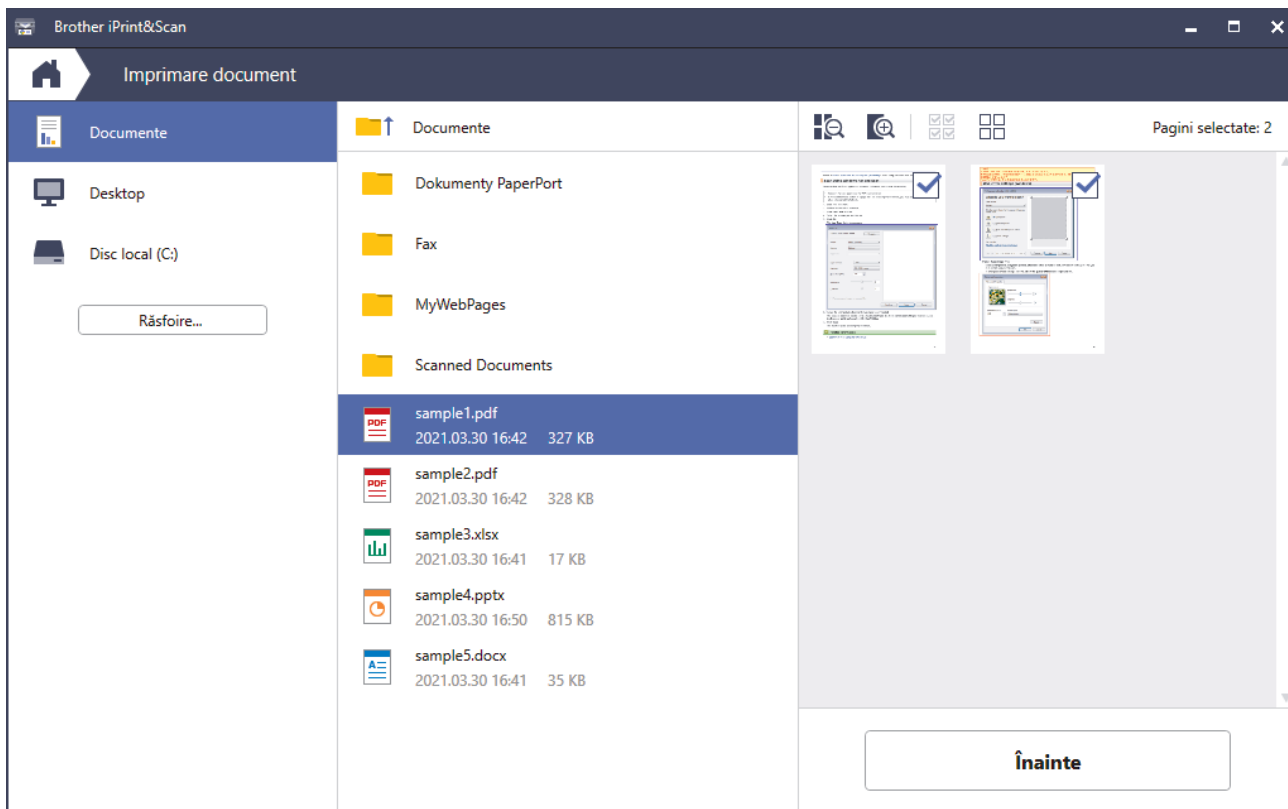 Brother iPrint&Scan
Imprimare document
Documente
Desktop
Disc local (C:)
Răsfoire...
Documente
Dokumenty PaperPort
Fax
MyWebPages
Scanned Documents
PDF
sample1.pdf
2021.03.30 16:42 327 KB
PDF
sample2.pdf
2021.03.30 16:42 328 KB
sample3.xlsx
2021.03.30 16:41 17 KB
sample4.pptx
2021.03.30 16:50 815 KB
A
sample5.docx
2021.03.30 16:41 35 KB
Pagini selectate: 2
Înainte